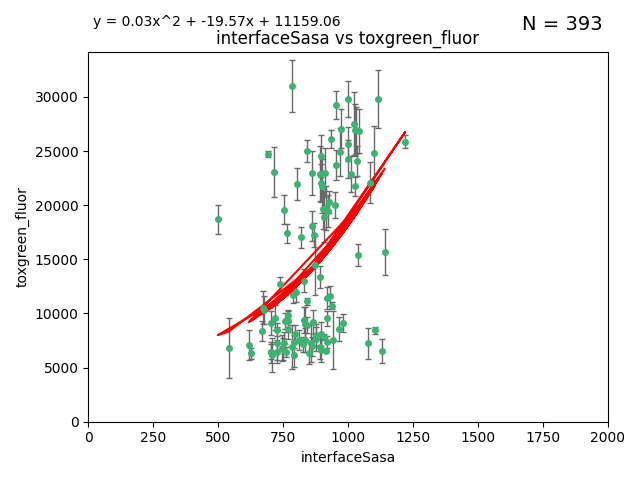 y = 0.03x^2 + -19.57x + 11159.06
N = 393
interfaceSasa vs toxgreen_fluor
30000
25000
20000
15000
10000
5000
0
toxgreen_fluor
0 250 500 750 1000 1250 1500 1750 2000
interfaceSasa